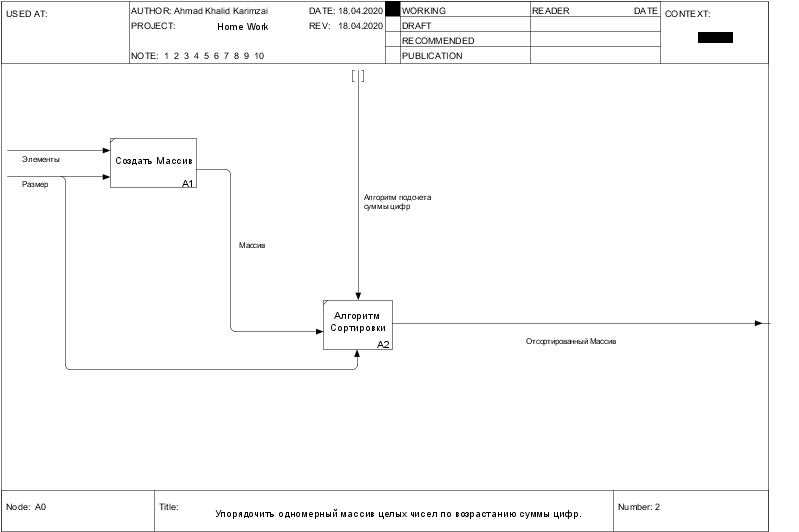 USED AT:
AUTHOR: Ahmad Khalid Karimzai
DATE: 18.04.2020
PROJECT: Home Work
REV: 18.04.2020
NOTE: 1 2 3 4 5 6 7 8 9 10
WORKING
DRAFT
RECOMMENDED
PUBLICATION
READER
DATE
CONTEXT:
Элементы
Размер
Создать Массив
A1
Алгоритм подсчета
суммы цифр
Массив
Алгоритм
Сортировки
A2
Отсортированный Массив
Node: A0
Title:
Упорядочить одномерный массив целых чисел по возрастанию суммы цифр.
Number: 2